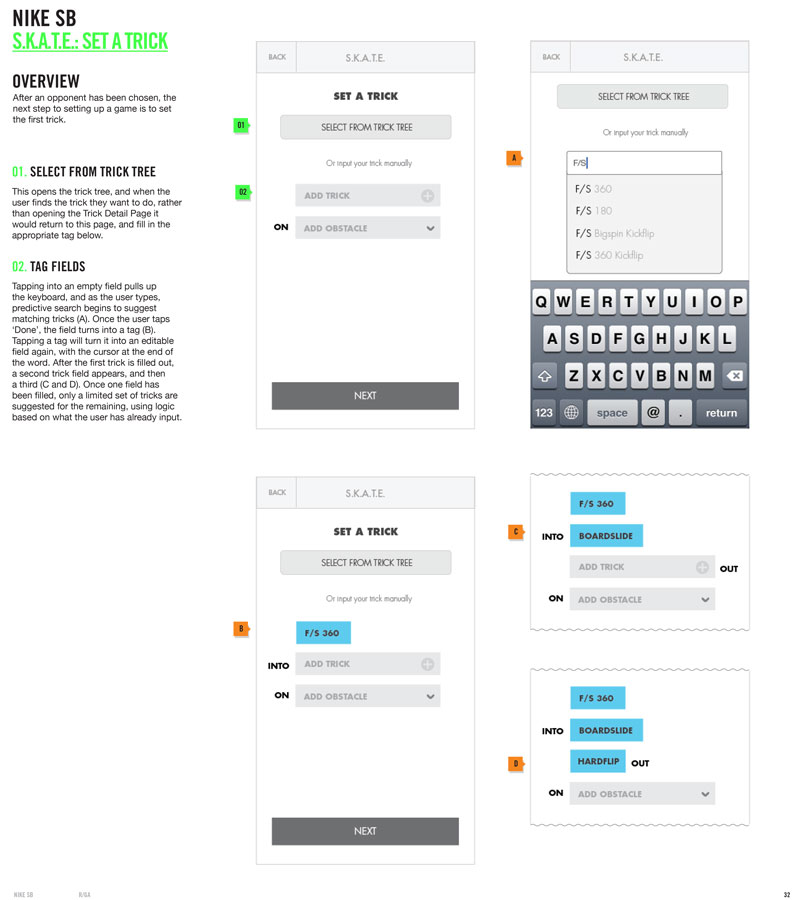 NIKE SB
S.K.A.T.E.: SET A TRICK
OVERVIEW
After an opponent has been chosen, the
next step to setting up a game is to set
the first trick.
01. SELECT FROM TRICK TREE
This opens the trick tree, and when the
user finds the trick they want to do, rather
than opening the Trick Detail Page it
would return to this page, and fill in the
appropriate tag below.
02. TAG FIELDS
Tapping into an empty field pulls up
the keyboard, and as the user types,
predictive search begins to suggest
matching tricks (A). Once the user taps
‘Done’, the field turns into a tag (B).
Tapping a tag will turn it into an editable
field again, with the cursor at the end of
the word. After the first trick is filled out,
a second trick field appears, and then
a third (C and D). Once one field has
been filled, only a limited set of tricks are
suggested for the remaining, using logic
based on what the user has already input.
BACK S.K.A.T.E.
SET A TRICK
01 SELECT FROM TRICK TREE
Or input your trick manually
02 ADD TRICK
ON ADD OBSTACLE
NEXT
BACK S.K.A.T.E.
SELECT FROM TRICK TREE
Or input your trick manually
A F/S
F/S 360
F/S 180
F/S Bigspin Kickflip
F/S 360 Kickflip
Q W E R T Y U I O P
A S D F G H J K L
Z X C V B N M
123 space @ . return
BACK S.K.A.T.E.
SET A TRICK
SELECT FROM TRICK TREE
Or input your trick manually
B F/S 360
INTO ADD TRICK
ON ADD OBSTACLE
NEXT
F/S 360
C INTO BOARDSLIDE
ADD TRICK OUT
ON ADD OBSTACLE
F/S 360
INTO BOARDSLIDE
D HARDFLIP OUT
ON ADD OBSTACLE
NIKE SB R/GA 32